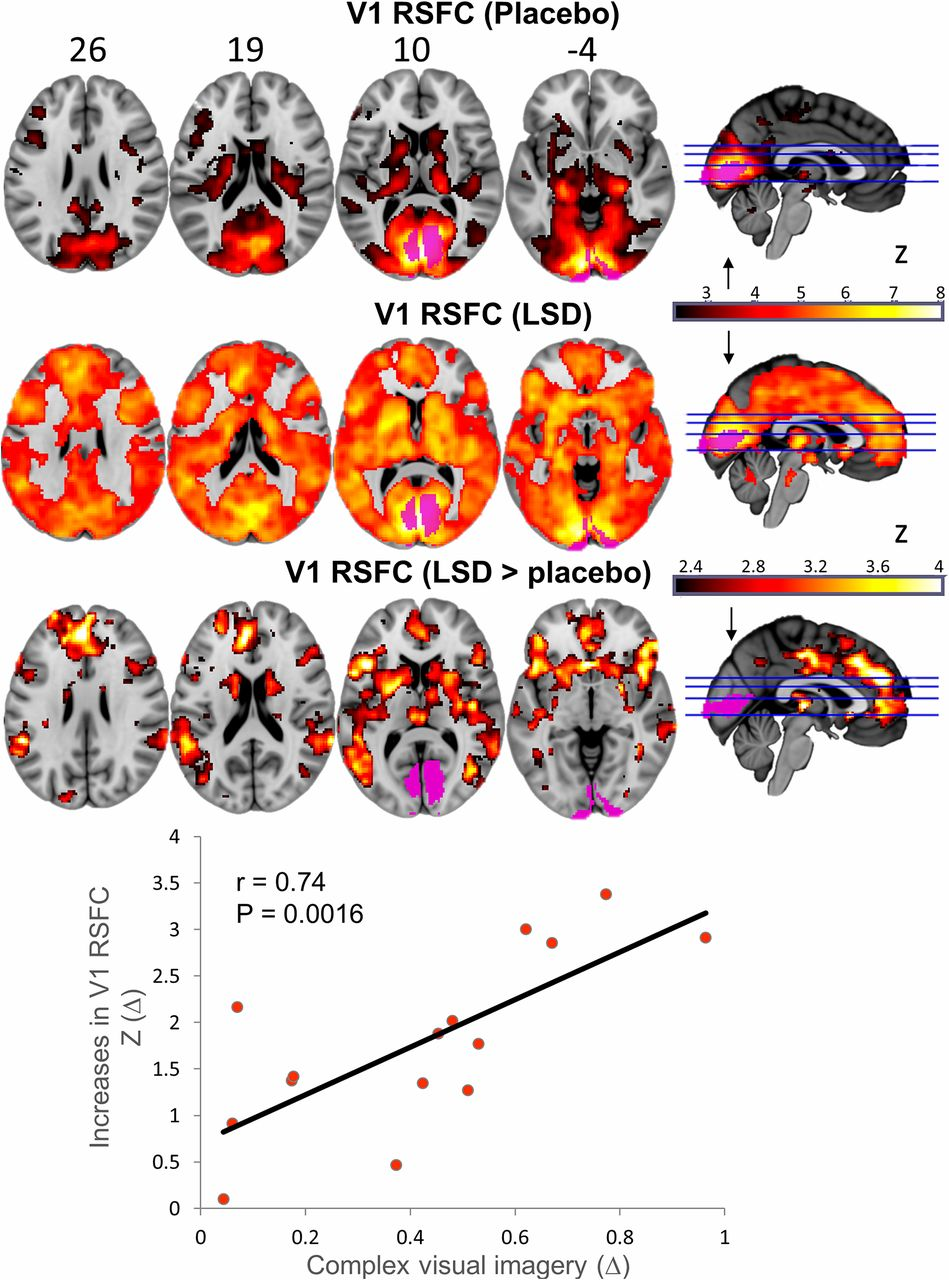 V1 RSFC (Placebo)
26 19 10 -4
Z
3 4 5 6 7 8
V1 RSFC (LSD)
Z
V1 RSFC (LSD > placebo)
2.4 2.8 3.2 3.6 4
4
3.5
3
2.5
2
1.5
1
0.5
0
r = 0.74
P = 0.0016
Increases in V1 RSFC
Z (Δ)
0 0.2 0.4 0.6 0.8 1
Complex visual imagery (Δ)